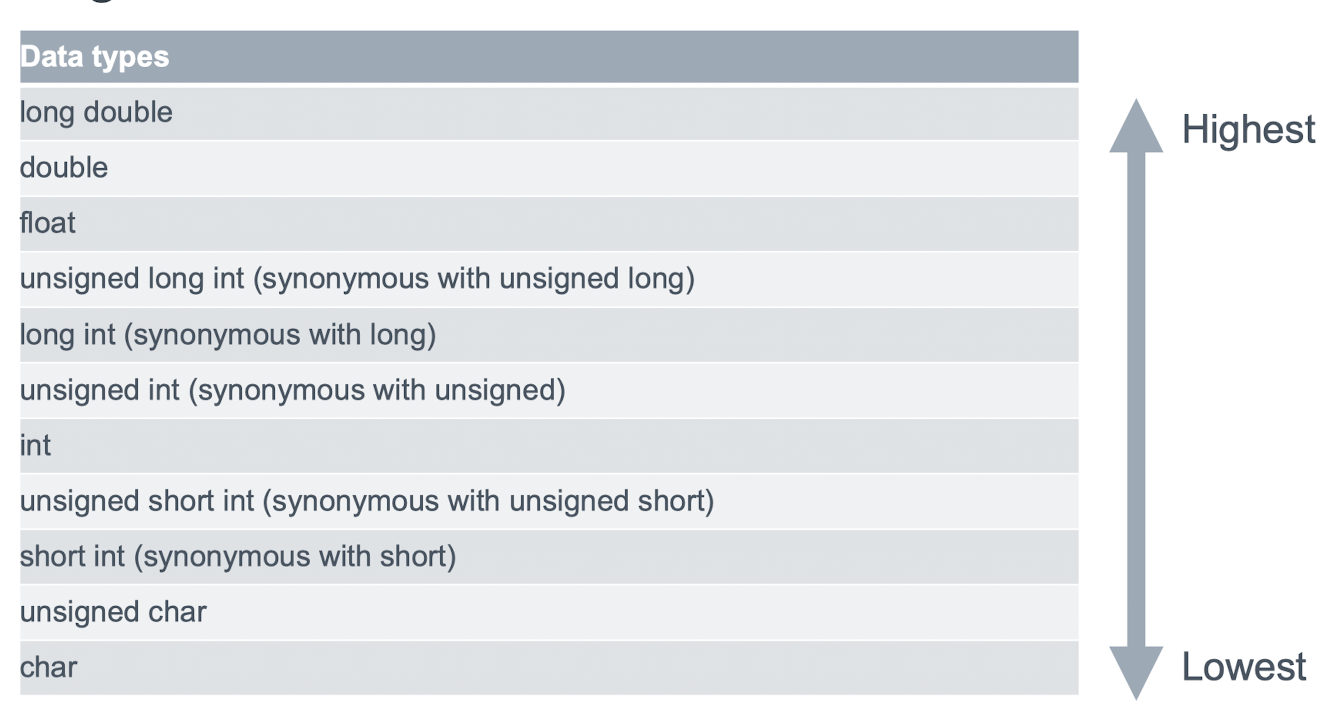 Data types
long double
Highest
double
float
unsigned long int (synonymous with unsigned long)
long int (synonymous with long)
unsigned int (synonymous with unsigned)
int
unsigned short int (synonymous with unsigned short)
short int (synonymous with short)
unsigned char
char
Lowest